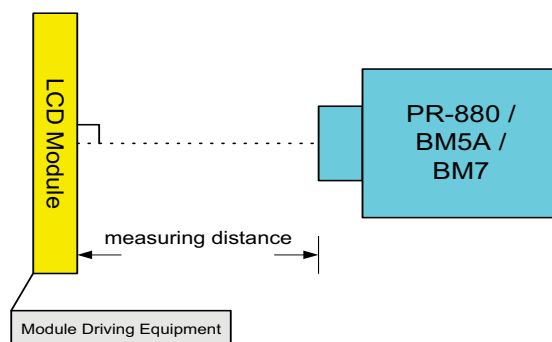 LCD Module
PR-880 /
BM5A /
BM7
measuring distance
Module Driving Equipment